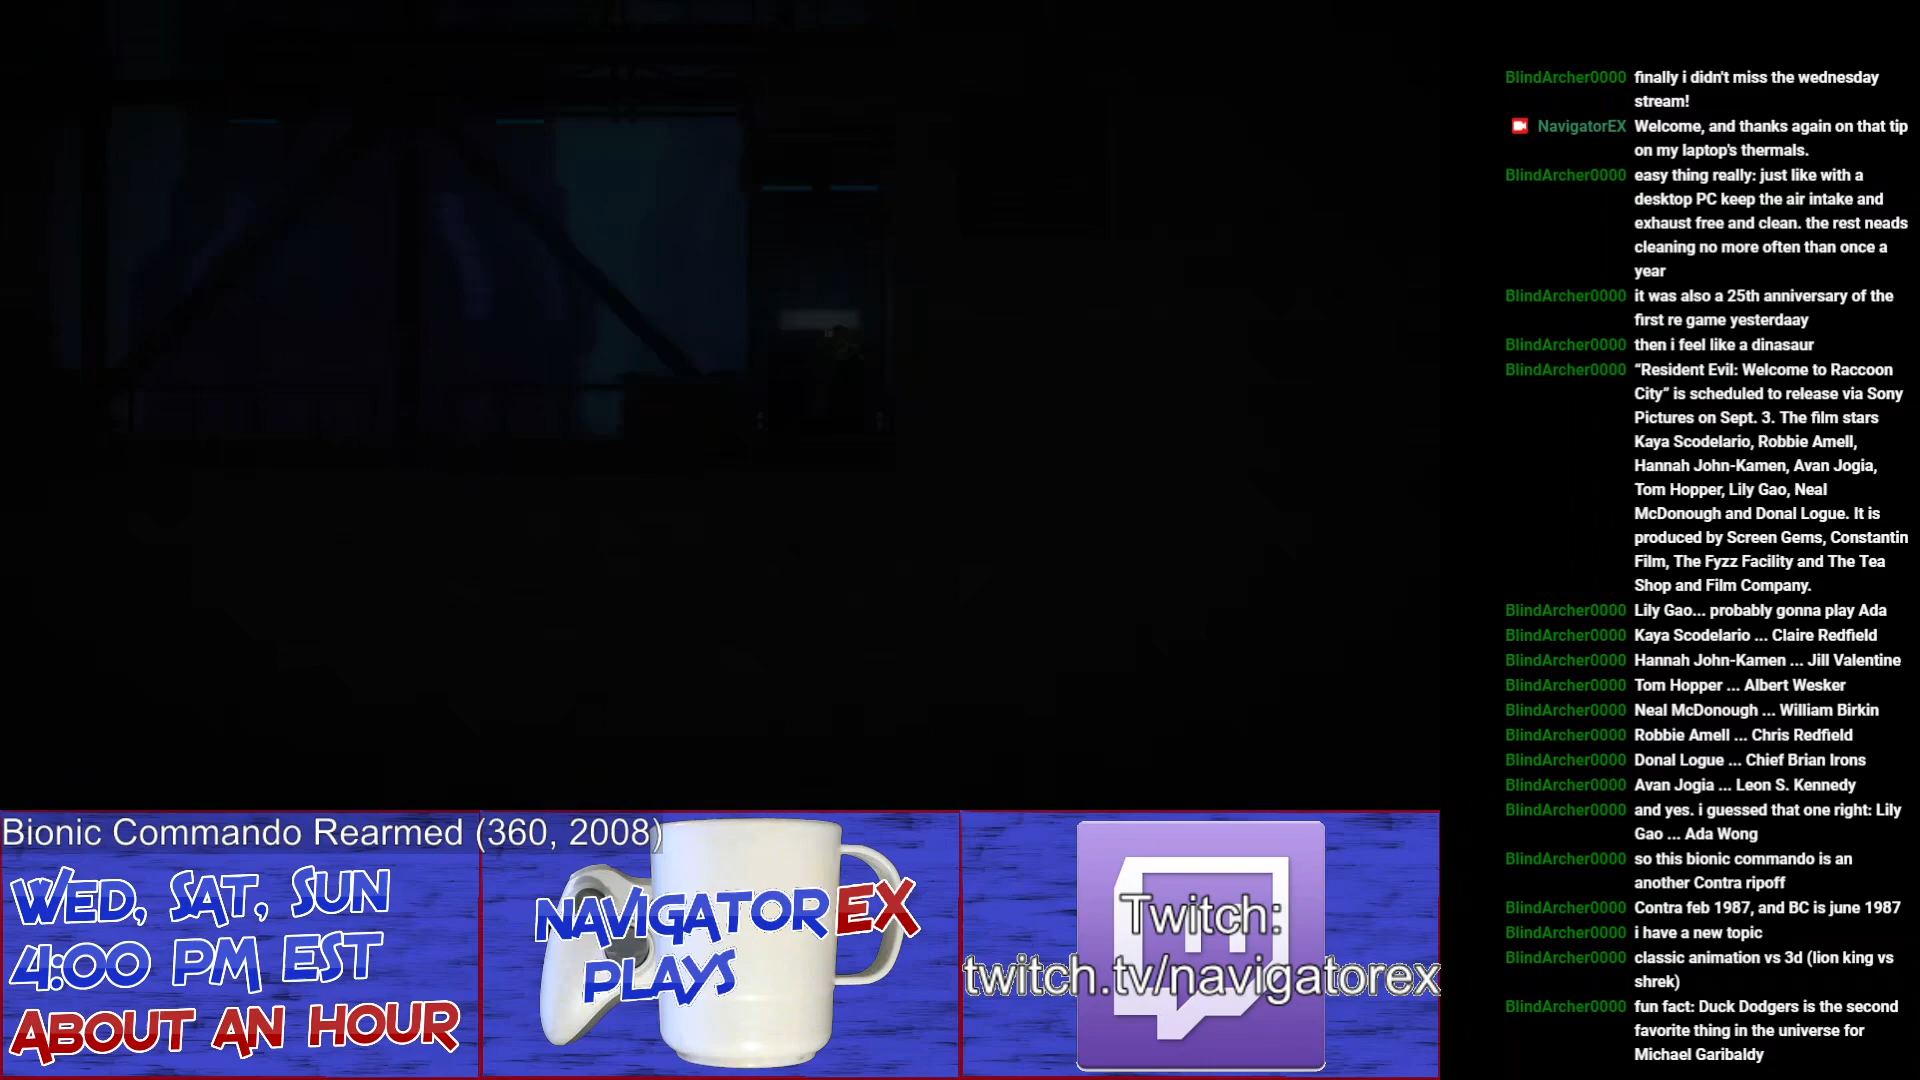 BlindArcher0000 finally i didn't miss the wednesday
stream!
NavigatorEX Welcome, and thanks again on that tip
on my laptop's thermals.
BlindArcher0000 easy thing really: just like with a
desktop PC keep the air intake and
exhaust free and clean. the rest neads
cleaning no more often than once a
year
BlindArcher0000 it was also a 25th anniversary of the
first re game yesterdaay
BlindArcher0000 then i feel like a dinasaur
BlindArcher0000 “Resident Evil: Welcome to Raccoon
City” is scheduled to release via Sony
Pictures on Sept. 3. The film stars
Kaya Scodelario, Robbie Amell,
Hannah John-Kamen, Avan Jogia,
Tom Hopper, Lily Gao, Neal
McDonough and Donal Logue. It is
produced by Screen Gems, Constantin
Film, The Fyzz Facility and The Tea
Shop and Film Company.
BlindArcher0000 Lily Gao... probably gonna play Ada
BlindArcher0000 Kaya Scodelario ... Claire Redfield
BlindArcher0000 Hannah John-Kamen ... Jill Valentine
BlindArcher0000 Tom Hopper ... Albert Wesker
BlindArcher0000 Neal McDonough ... William Birkin
BlindArcher0000 Robbie Amell ... Chris Redfield
BlindArcher0000 Donal Logue ... Chief Brian Irons
BlindArcher0000 Avan Jogia ... Leon S. Kennedy
BlindArcher0000 and yes. i guessed that one right: Lily
Gao ... Ada Wong
BlindArcher0000 so this bionic commando is an
another Contra ripoff
BlindArcher0000 Contra feb 1987, and BC is june 1987
BlindArcher0000 i have a new topic
BlindArcher0000 classic animation vs 3d (lion king vs
shrek)
BlindArcher0000 fun fact: Duck Dodgers is the second
favorite thing in the universe for
Michael Garibaldy
Bionic Commando Rearmed (360, 2008)
WED, SAT, SUN
4:00 PM EST
ABOUT AN HOUR
NAVIGATOREX
PLAYS
Twitch:
twitch.tv/navigatorex